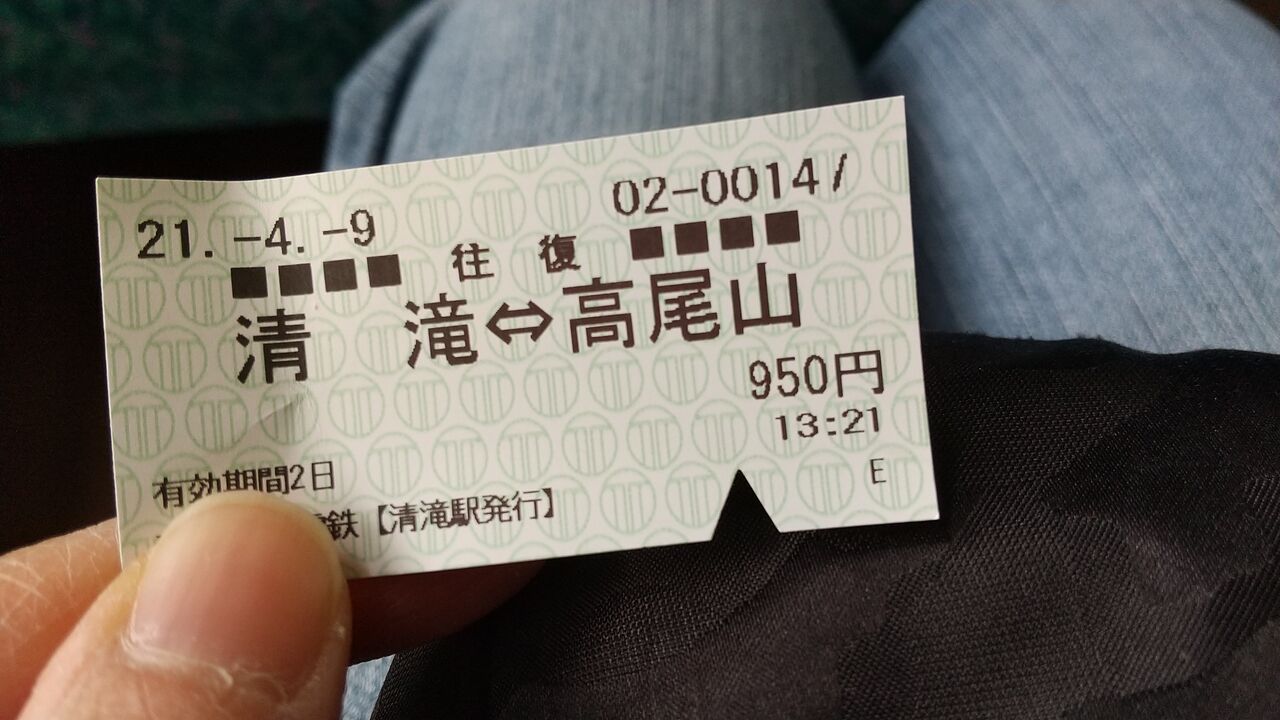 21.-4.-9 02-0014/
■■■■ 往復 ■■■■
清 滝⇔高尾山
950円
13:21
有効期間2日 E
鉄【清滝駅発行】